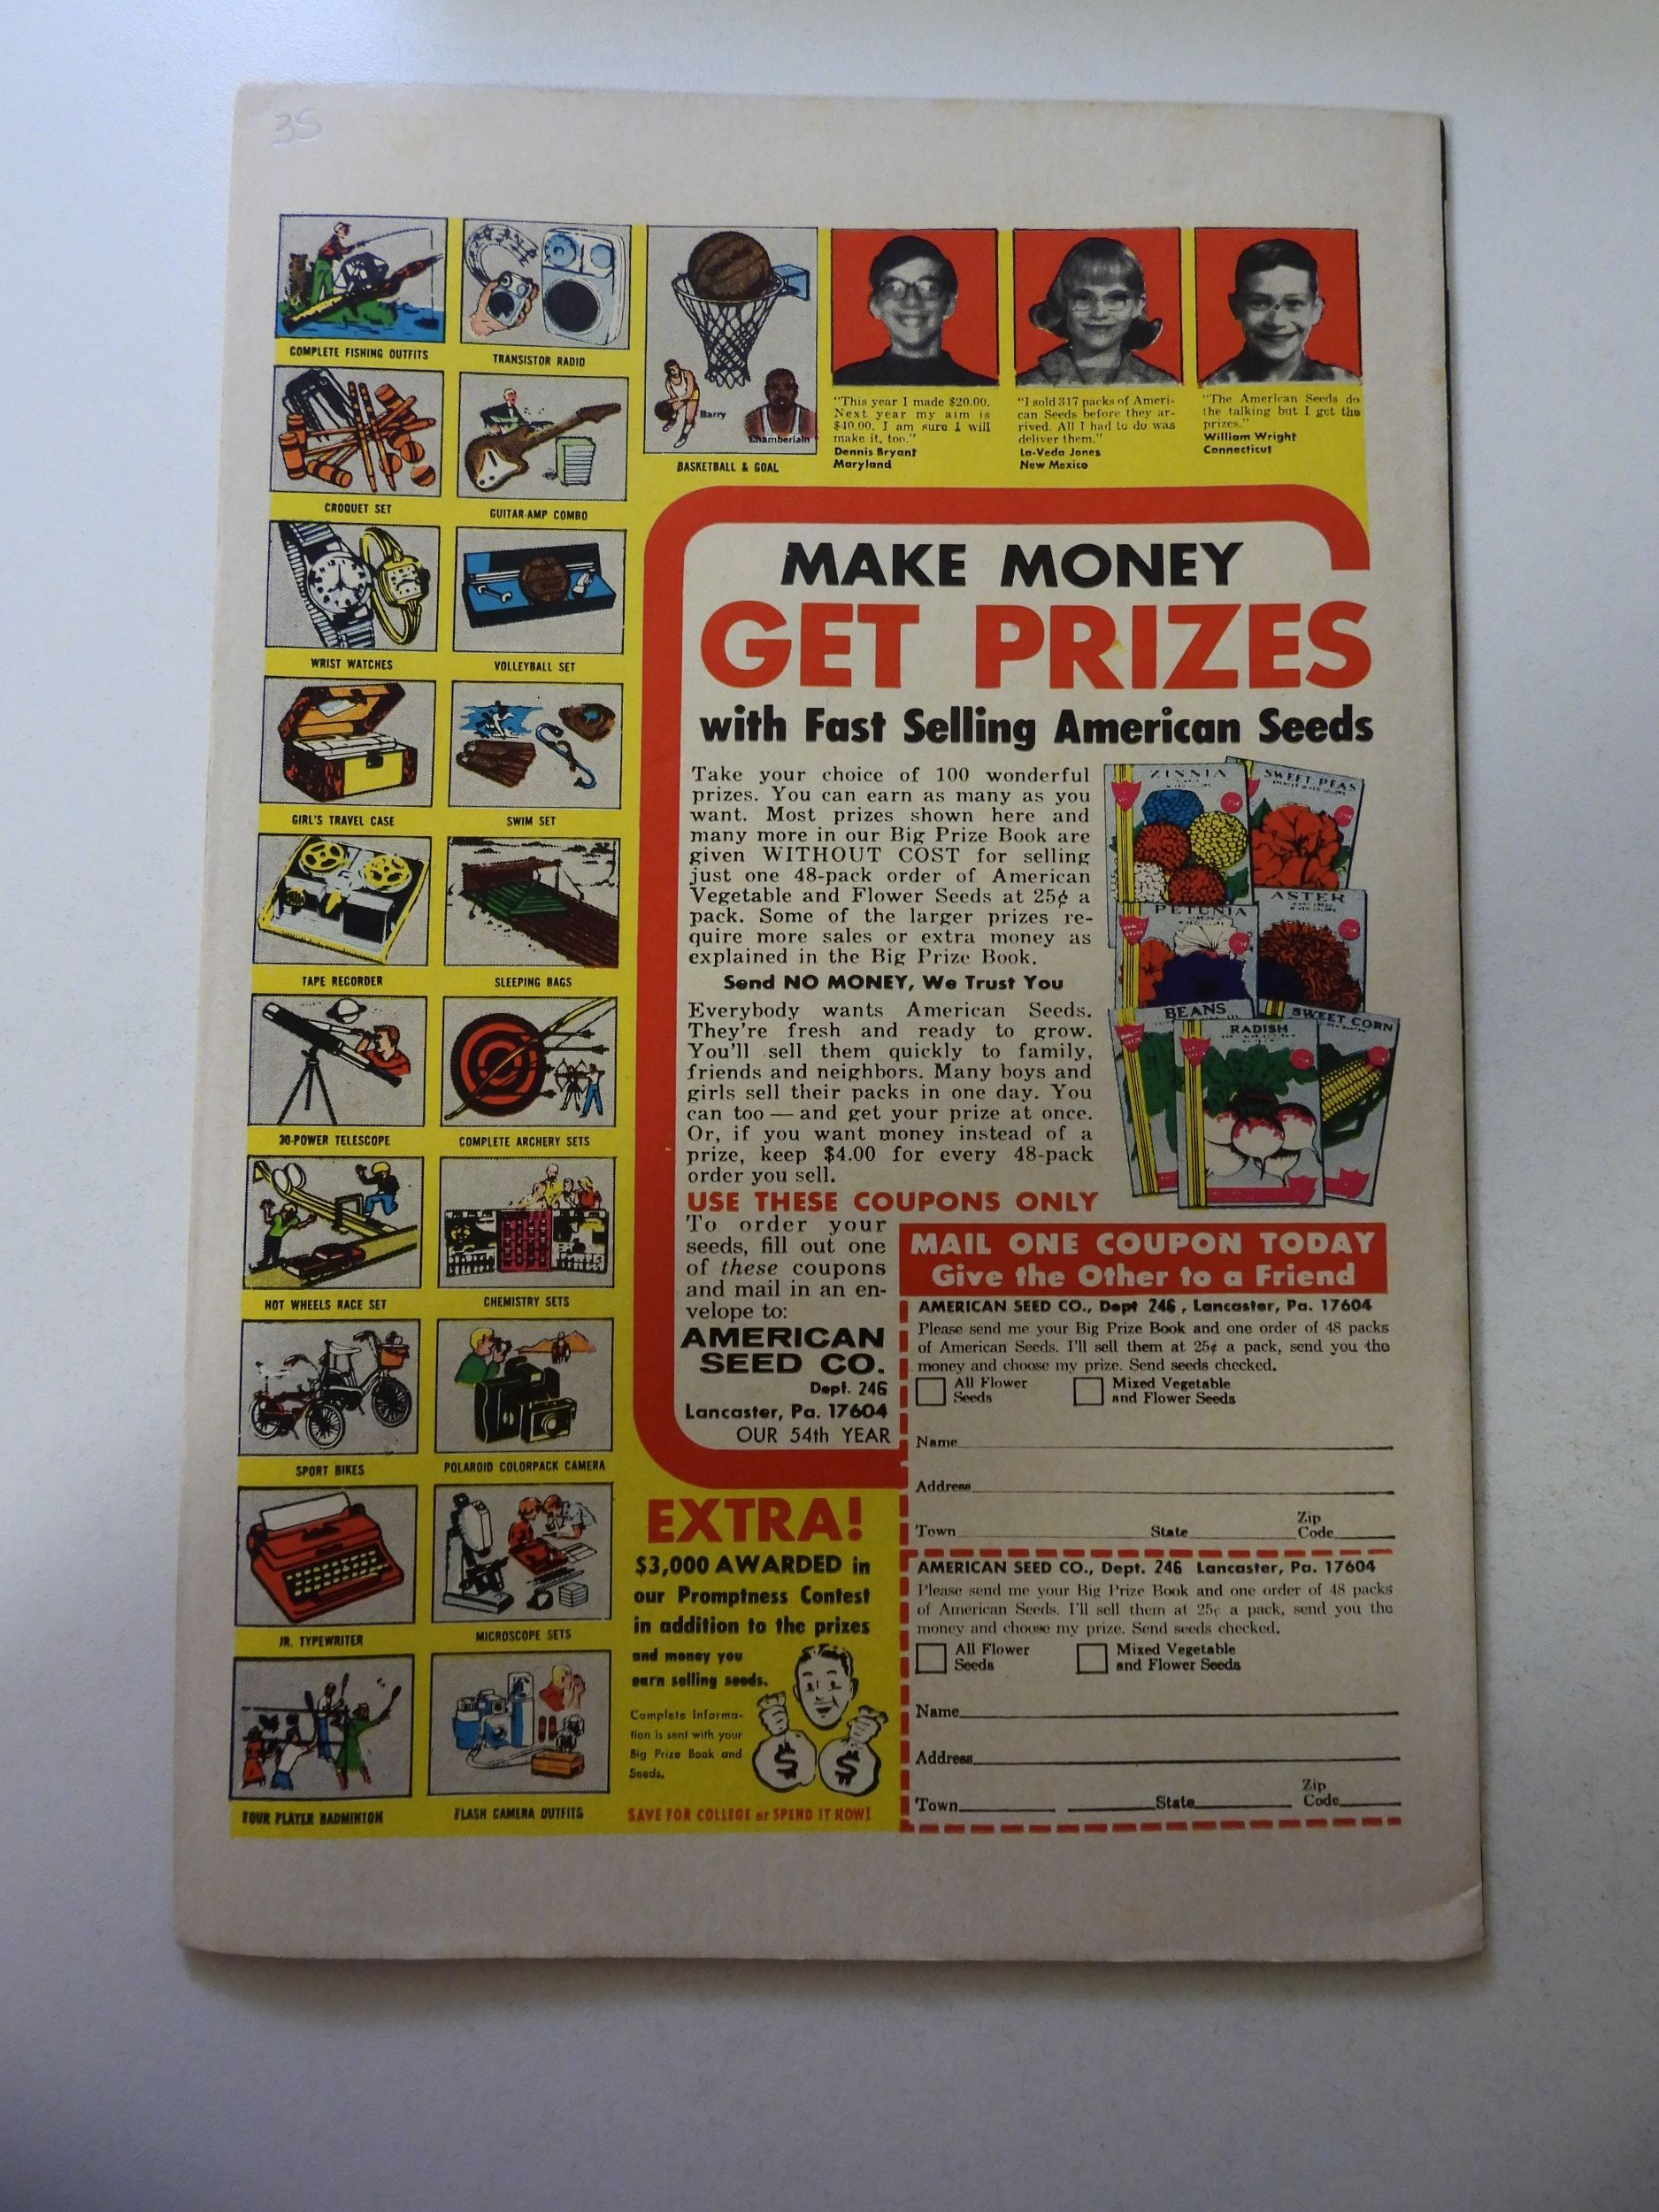 35
COMPLETE FISHING OUTFITS
TRANSISTOR RADIO
Barry
Chamberlain
BASKETBALL & GOAL
"This year I made $20.00.
Next year my aim is
$40.00. I am sure I will
make it, too."
Dennis Bryant
Maryland
"I sold 317 packs of Ameri-
can Seeds before they ar-
rived. All I had to do was
deliver them."
La-Veda Jones
New Mexico
"The American Seeds do
the talking but I get the
prizes."
William Wright
Connecticut
CROQUET SET
GUITAR-AMP COMBO
WRIST WATCHES
VOLLEYBALL SET
GIRL'S TRAVEL CASE
SWIM SET
TAPE RECORDER
SLEEPING BAGS
30-POWER TELESCOPE
COMPLETE ARCHERY SETS
HOT WHEELS RACE SET
CHEMISTRY SETS
SPORT BIKES
POLAROID COLORPACK CAMERA
JR. TYPEWRITER
MICROSCOPE SETS
FOUR PLAYER BADMINTON
FLASH CAMERA OUTFITS
MAKE MONEY
GET PRIZES
with Fast Selling American Seeds
Take your choice of 100 wonderful
prizes. You can earn as many as you
want. Most prizes shown here and
many more in our Big Prize Book are
given WITHOUT COST for selling
just one 48-pack order of American
Vegetable and Flower Seeds at 25¢ a
pack. Some of the larger prizes re-
quire more sales or extra money as
explained in the Big Prize Book.
Send NO MONEY, We Trust You
Everybody wants American Seeds.
They're fresh and ready to grow.
You'll sell them quickly to family,
friends and neighbors. Many boys and
girls sell their packs in one day. You
can too — and get your prize at once.
Or, if you want money instead of a
prize, keep $4.00 for every 48-pack
order you sell.
ZINNIA
SWEET PEAS
PETUNIA
ASTER
BEANS
RADISH
SWEET CORN
USE THESE COUPONS ONLY
To order your
seeds, fill out one
of these coupons
and mail in an en-
velope to:
AMERICAN
SEED CO.
Dept. 246
Lancaster, Pa. 17604
OUR 54th YEAR
MAIL ONE COUPON TODAY
Give the Other to a Friend
AMERICAN SEED CO., Dept 246, Lancaster, Pa. 17604
Please send me your Big Prize Book and one order of 48 packs
of American Seeds. I'll sell them at 25¢ a pack, send you the
money and choose my prize. Send seeds checked.
All Flower
Seeds
Mixed Vegetable
and Flower Seeds
Name
Address
Town State Zip Code
AMERICAN SEED CO., Dept. 246 Lancaster, Pa. 17604
Please send me your Big Prize Book and one order of 48 packs
of American Seeds. I'll sell them at 25¢ a pack, send you the
money and choose my prize. Send seeds checked.
All Flower
Seeds
Mixed Vegetable
and Flower Seeds
Name
Address
Town State Zip Code
EXTRA!
$3,000 AWARDED in
our Promptness Contest
in addition to the prizes
and money you
earn selling seeds.
Complete Informa-
tion is sent with your
Big Prize Book and
Seeds.
$ $
SAVE FOR COLLEGE or SPEND IT NOW!